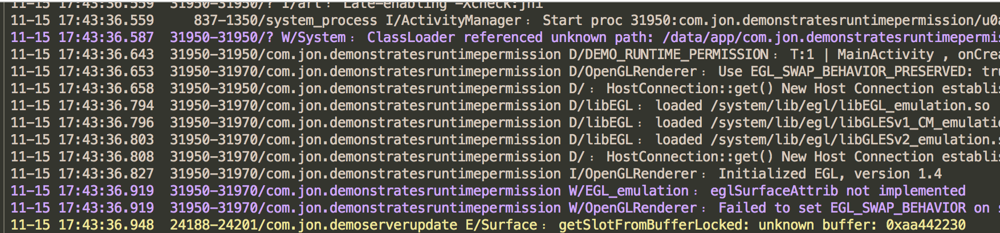 11-15 17:43:36.559 31950-31950/? I/art: Late-enabling -Xcheck:jni
11-15 17:43:36.559 837-1350/system_process I/ActivityManager: Start proc 31950:com.jon.demonstratesruntimepermission/u0a
11-15 17:43:36.587 31950-31950/? W/System: ClassLoader referenced unknown path: /data/app/com.jon.demonstratesruntimepermis
11-15 17:43:36.643 31950-31950/com.jon.demonstratesruntimepermission D/DEMO_RUNTIME_PERMISSION: T:1 | MainActivity , onCrea
11-15 17:43:36.653 31950-31970/com.jon.demonstratesruntimepermission D/OpenGLRenderer: Use EGL_SWAP_BEHAVIOR_PRESERVED: tru
11-15 17:43:36.658 31950-31950/com.jon.demonstratesruntimepermission D/: HostConnection::get() New Host Connection establis
11-15 17:43:36.794 31950-31970/com.jon.demonstratesruntimepermission D/libEGL: loaded /system/lib/egl/libEGL_emulation.so
11-15 17:43:36.796 31950-31970/com.jon.demonstratesruntimepermission D/libEGL: loaded /system/lib/egl/libGLESv1_CM_emulatio
11-15 17:43:36.803 31950-31970/com.jon.demonstratesruntimepermission D/libEGL: loaded /system/lib/egl/libGLESv2_emulation.s
11-15 17:43:36.808 31950-31970/com.jon.demonstratesruntimepermission D/: HostConnection::get() New Host Connection establis
11-15 17:43:36.827 31950-31970/com.jon.demonstratesruntimepermission I/OpenGLRenderer: Initialized EGL, version 1.4
11-15 17:43:36.919 31950-31970/com.jon.demonstratesruntimepermission W/EGL_emulation: eglSurfaceAttrib not implemented
11-15 17:43:36.919 31950-31970/com.jon.demonstratesruntimepermission W/OpenGLRenderer: Failed to set EGL_SWAP_BEHAVIOR on s
11-15 17:43:36.948 24188-24201/com.jon.demoserverupdate E/Surface: getSlotFromBufferLocked: unknown buffer: 0xaa442230